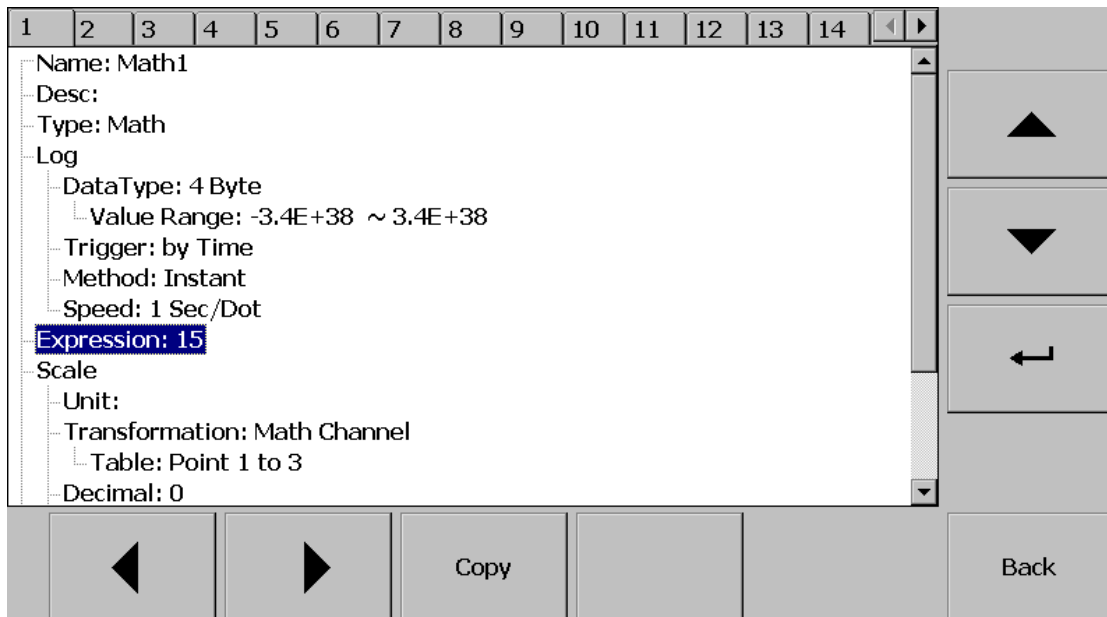 1 2 3 4 5 6 7 8 9 10 11 12 13 14
Name: Math1
Desc:
Type: Math
Log
DataType: 4 Byte
Value Range: -3.4E+38 ~ 3.4E+38
Trigger: by Time
Method: Instant
Speed: 1 Sec/Dot
Expression: 15
Scale
Unit:
Transformation: Math Channel
Table: Point 1 to 3
Decimal: 0
Copy
Back